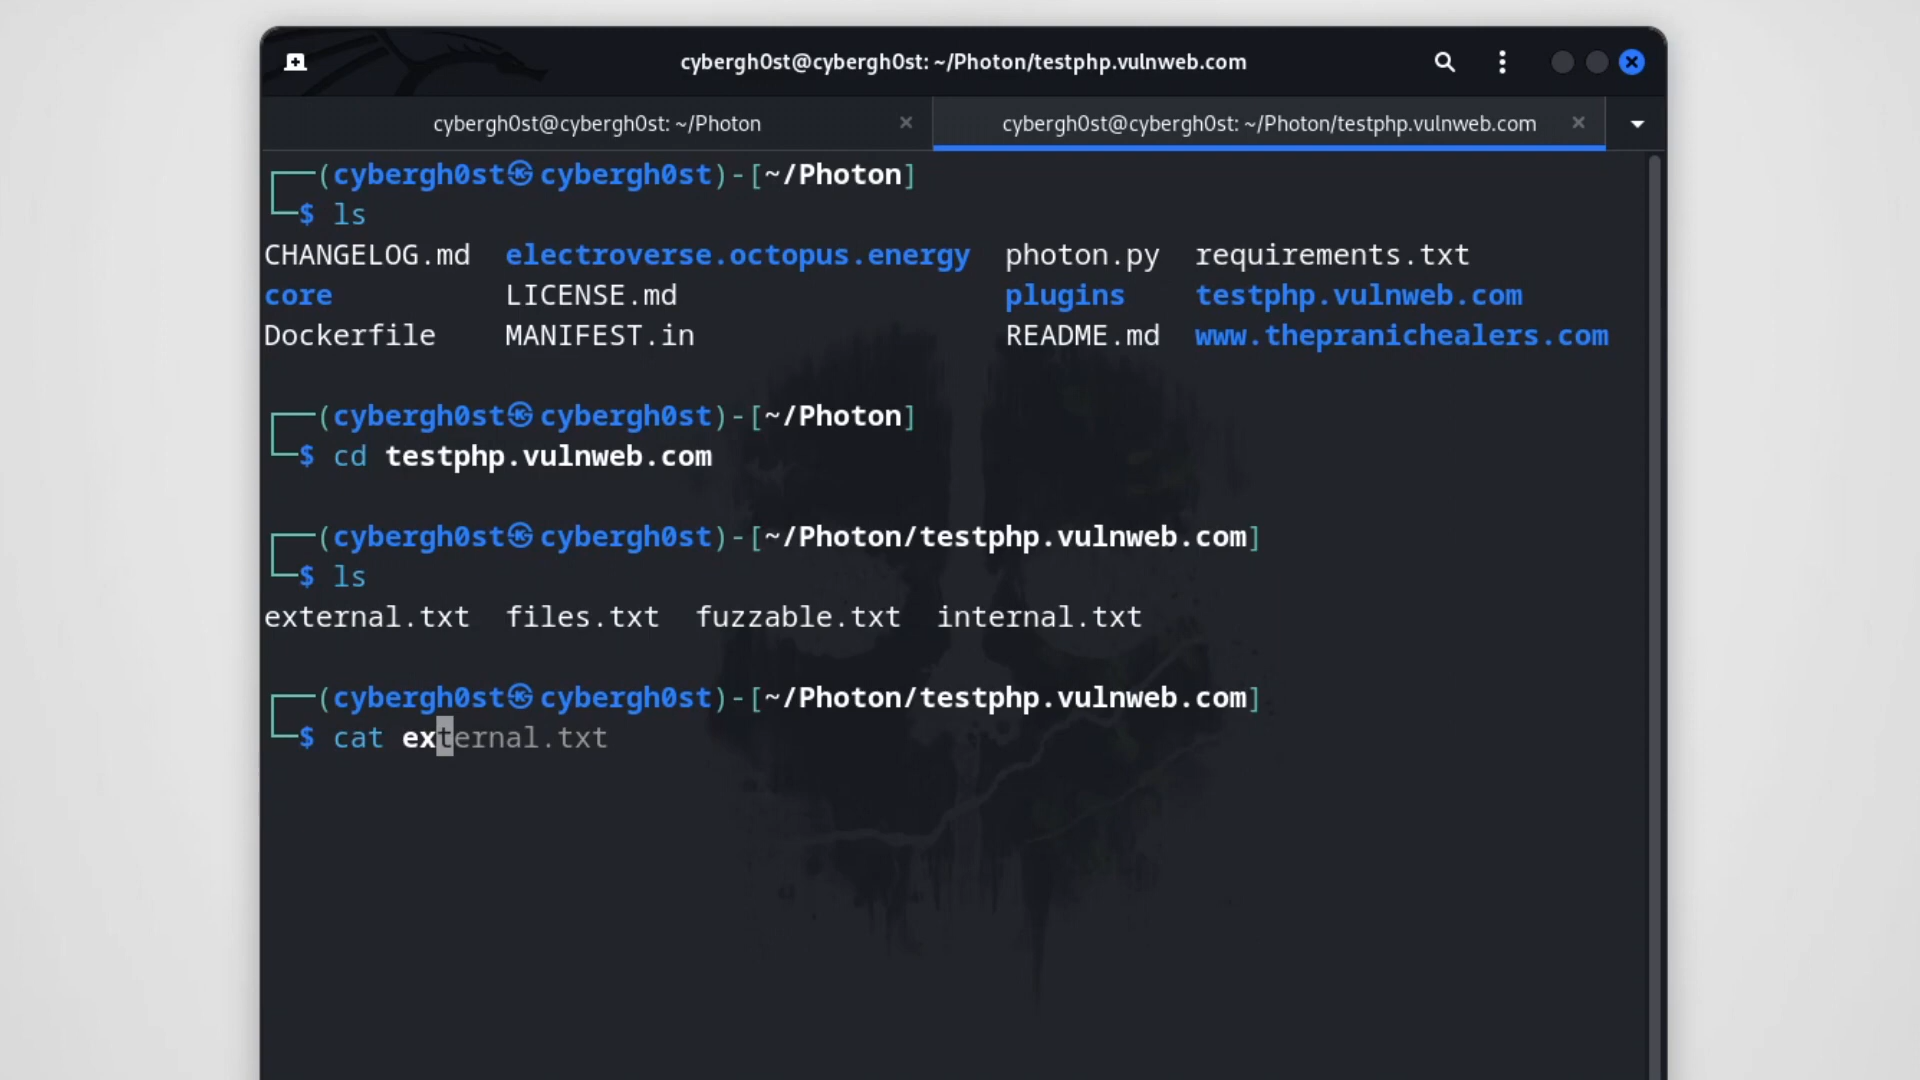 cybergh0st@cybergh0st: ~/Photon/testphp.vulnweb.com
cybergh0st@cybergh0st: ~/Photon
cybergh0st@cybergh0st: ~/Photon/testphp.vulnweb.com
(cybergh0st㉿cybergh0st)-[~/Photon]
$ ls
CHANGELOG.md electroverse.octopus.energy photon.py requirements.txt
core LICENSE.md plugins testphp.vulnweb.com
Dockerfile MANIFEST.in README.md www.thepranichealers.com
(cybergh0st㉿cybergh0st)-[~/Photon]
$ cd testphp.vulnweb.com
(cybergh0st㉿cybergh0st)-[~/Photon/testphp.vulnweb.com]
$ ls
external.txt files.txt fuzzable.txt internal.txt
(cybergh0st㉿cybergh0st)-[~/Photon/testphp.vulnweb.com]
$ cat external.txt